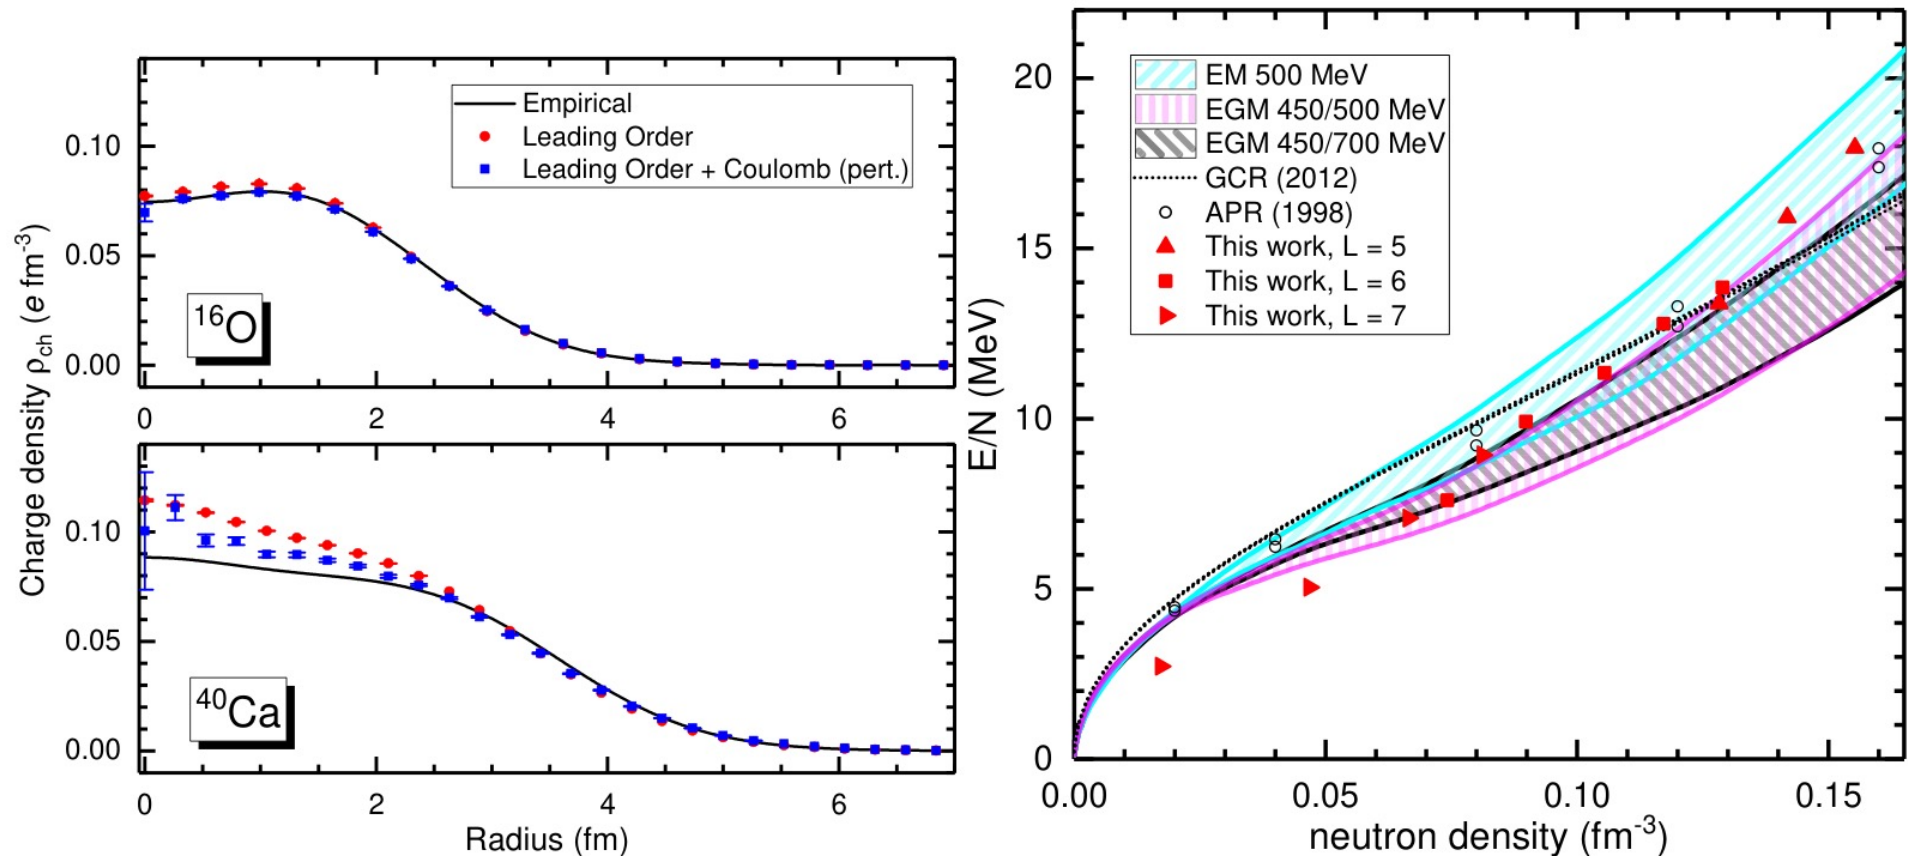 Charge density ρch (e fm-3)
0.10
0.05
0.00
Empirical
Leading Order
Leading Order + Coulomb (pert.)
16O
0 2 4 6
0.10
0.05
0.00
40Ca
0 2 4 6
Radius (fm)
E/N (MeV)
20
15
10
5
0
EM 500 MeV
EGM 450/500 MeV
EGM 450/700 MeV
GCR (2012)
APR (1998)
This work, L = 5
This work, L = 6
This work, L = 7
0.00 0.05 0.10 0.15
neutron density (fm-3)